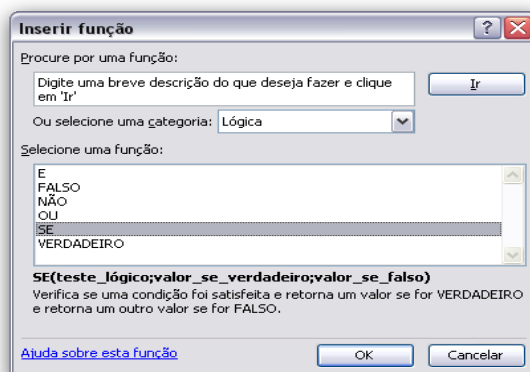 Inserir função
Procure por uma função:
Digite uma breve descrição do que deseja fazer e clique
em 'Ir'
Ir
Ou selecione uma categoria: Lógica
Selecione uma função:
E
FALSO
NÃO
OU
SE
VERDADEIRO
SE(teste_lógico;valor_se_verdadeiro;valor_se_falso)
Verifica se uma condição foi satisfeita e retorna um valor se for VERDADEIRO
e retorna um outro valor se for FALSO.
Ajuda sobre esta função
OK
Cancelar